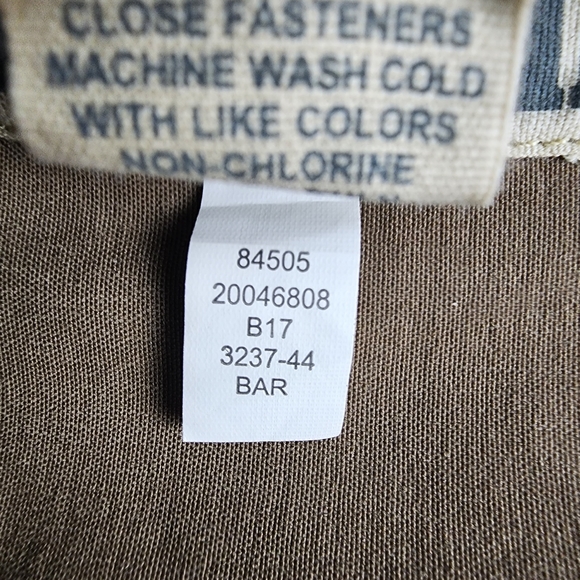 CLOSE FASTENERS
MACHINE WASH COLD
WITH LIKE COLORS
NON-CHLORINE
84505
20046808
B17
3237-44
BAR